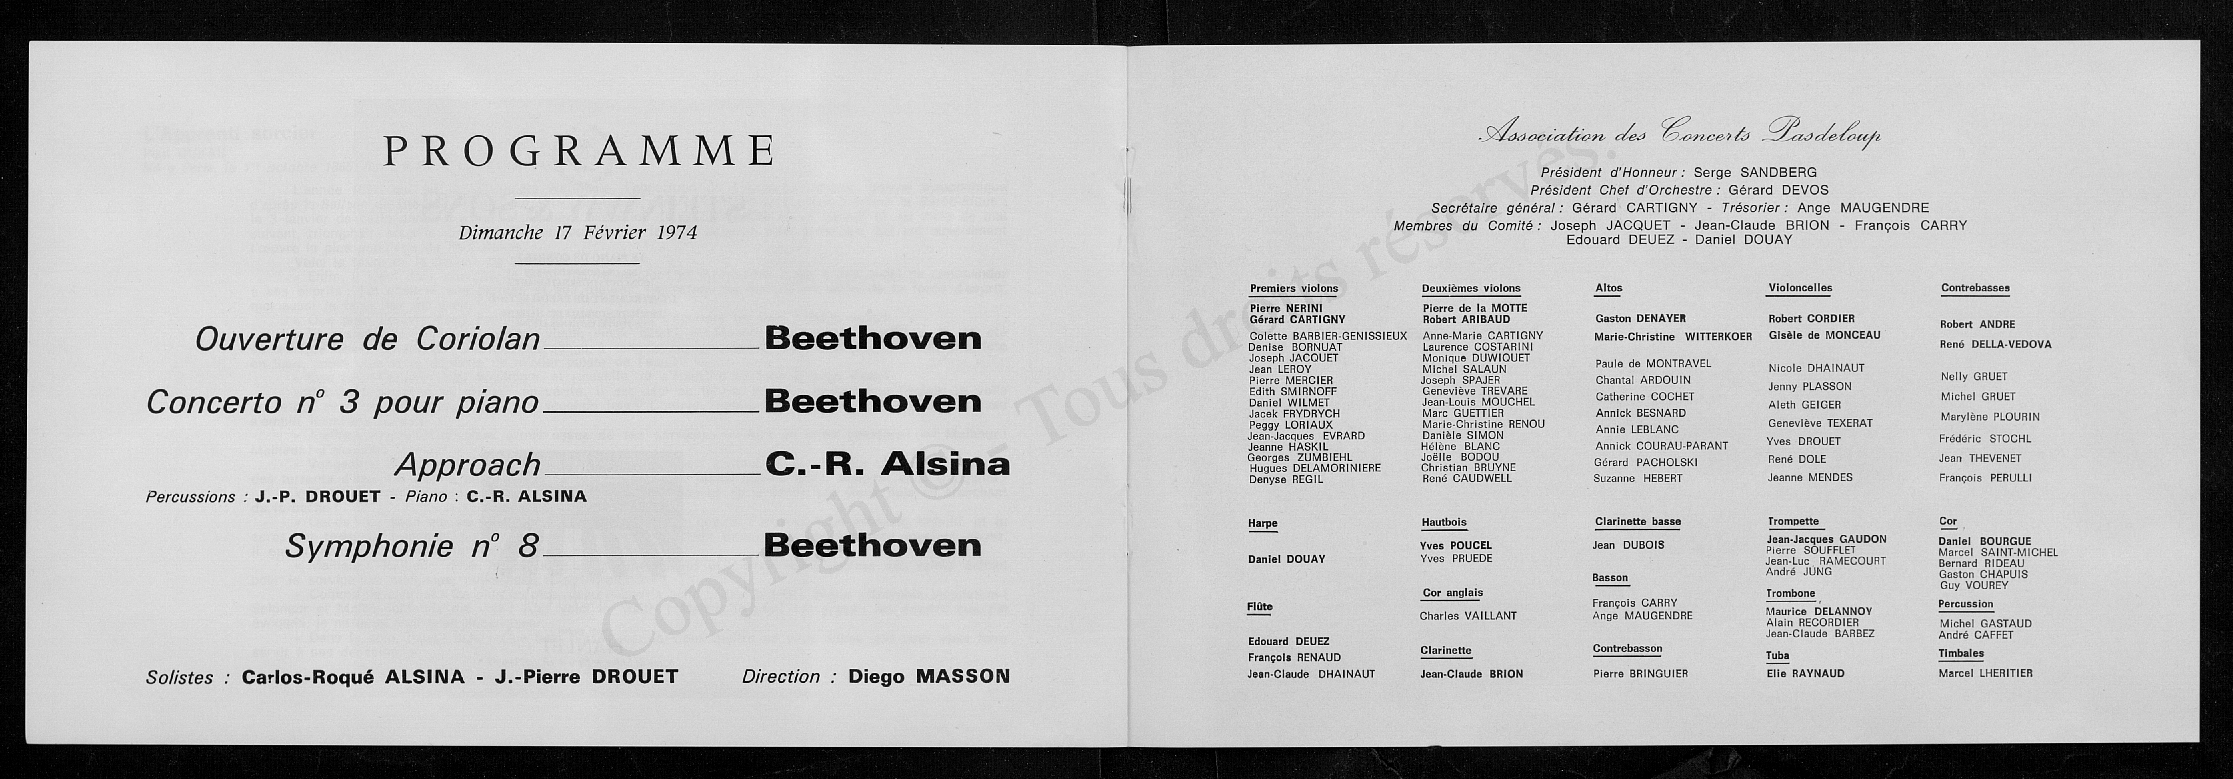 PROGRAMME
Dimanche 17 Février 1974
Ouverture de Coriolan Beethoven
Concerto n° 3 pour piano Beethoven
Approach C.-R. Alsina
Percussions : J.-P. DROUET - Piano : C.-R. ALSINA
Symphonie n° 8 Beethoven
Solistes : Carlos-Roqué ALSINA - J.-Pierre DROUET Direction : Diego MASSON
Association des Concerts Pasdeloup
Président d'Honneur : Serge SANDBERG
Président Chef d'Orchestre : Gérard DEVOS
Secrétaire général : Gérard CARTIGNY - Trésorier : Ange MAUGENDRE
Membres du Comité : Joseph JACQUET - Jean-Claude BRION - François CARRY
Edouard DEUEZ - Daniel DOUAY
Premiers violons
Pierre NERINI
Gérard CARTIGNY
Colette BARBIER-GENISSIEUX
Denise BORNUAT
Joseph JACQUET
Jean LEROY
Pierre MERCIER
Edith SMIRNOFF
Daniel WILMET
Jacek FRYDRYCH
Peggy LORIAUX
Jean-Jacques EVRARD
Jeanne HASKIL
Georges ZUMBIEHL
Hugues DELAMORINIERE
Denyse REGIL
Deuxièmes violons
Pierre de la MOTTE
Robert ARIBAUD
Anne-Marie CARTIGNY
Laurence COSTARINI
Monique DUWIQUET
Michel SALAUN
Joseph SPAJER
Geneviève TREVARE
Jean-Louis MOUCHEL
Marc GUETTIER
Marie-Christine RENOU
Danièle SIMON
Hélène BLANC
Joëlle BODOU
Christian BRUYNE
René CAUDWELL
Altos
Gaston DENAYER
Marie-Christine WITTERKOER
Paule de MONTRAVEL
Chantal ARDOUIN
Catherine COCHET
Annick BESNARD
Annie LEBLANC
Annick COURAU-PARANT
Gérard PACHOLSKI
Suzanne HEBERT
Violoncelles
Robert CORDIER
Gisèle de MONCEAU
Nicole DHAINAUT
Jenny PLASSON
Aleth GEIGER
Geneviève TEXERAT
Yves DROUET
René DOLE
Jeanne MENDES
Contrebasses
Robert ANDRE
René DELLA-VEDOVA
Nelly GRUET
Michel GRUET
Marylène PLOURIN
Frédéric STOCHL
Jean THEVENET
François PERULLI
Harpe
Daniel DOUAY
Flûte
Edouard DEUEZ
François RENAUD
Jean-Claude DHAINAUT
Hautbois
Yves POUCEL
Yves PRUEDE
Cor anglais
Charles VAILLANT
Clarinette
Jean-Claude BRION
Clarinette basse
Jean DUBOIS
Basson
François CARRY
Ange MAUGENDRE
Contrebasson
Pierre BRINGUIER
Trompette
Jean-Jacques GAUDON
Pierre SOUFFLET
Jean-Luc RAMECOURT
André JUNG
Trombone
Maurice DELANNOY
Alain RECORDIER
Jean-Claude BARBEZ
Tuba
Elie RAYNAUD
Cor
Daniel BOURGUE
Marcel SAINT-MICHEL
Bernard RIDEAU
Gaston CHAPUIS
Guy VOUREY
Percussion
Michel GASTAUD
André CAFFET
Timbales
Marcel LHERITIER
Copyright © - Tous droits réservés.